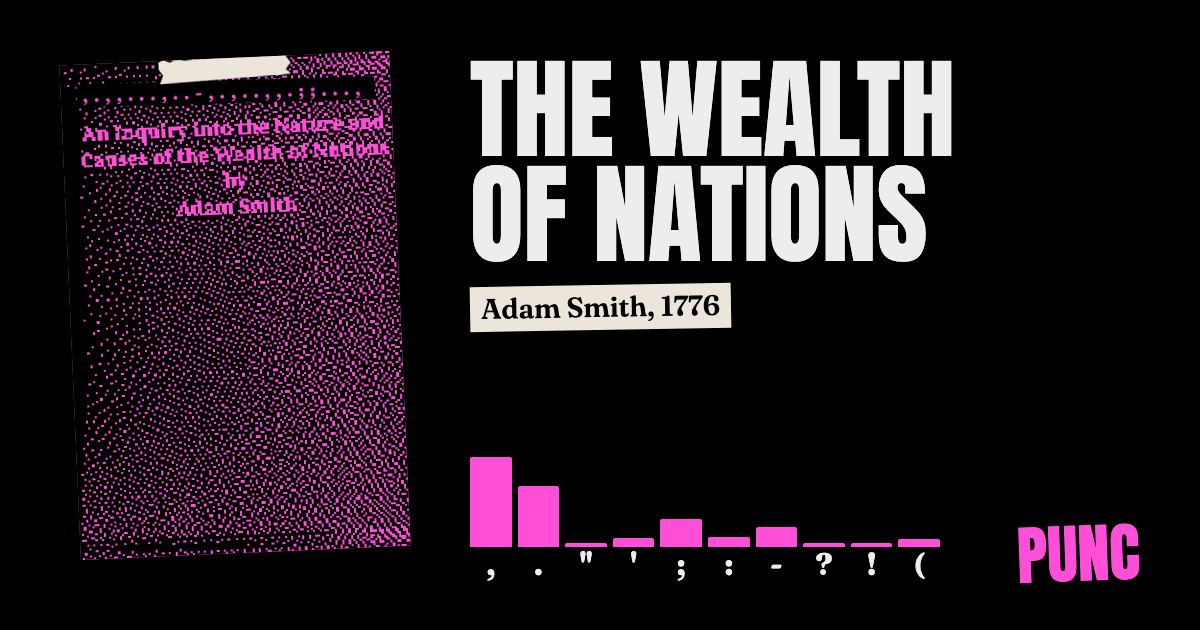 , . , , , . . , , . . - , . , , . . , . , ; ; . . . ,
An Inquiry into the Nature and
Causes of the Wealth of Nations
by
Adam Smith
THE WEALTH
OF NATIONS
Adam Smith, 1776
, . " ' ; : - ? ! (
PUNC